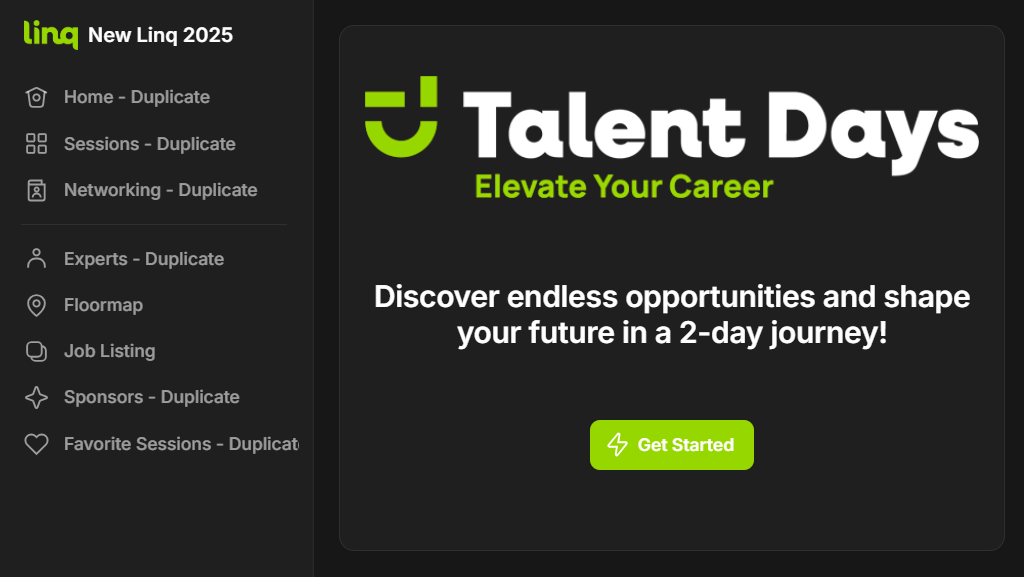 linq New Linq 2025
Home - Duplicate
Sessions - Duplicate
Networking - Duplicate
Experts - Duplicate
Floormap
Job Listing
Sponsors - Duplicate
Favorite Sessions - Duplicat
Talent Days
Elevate Your Career
Discover endless opportunities and shape
your future in a 2-day journey!
Get Started